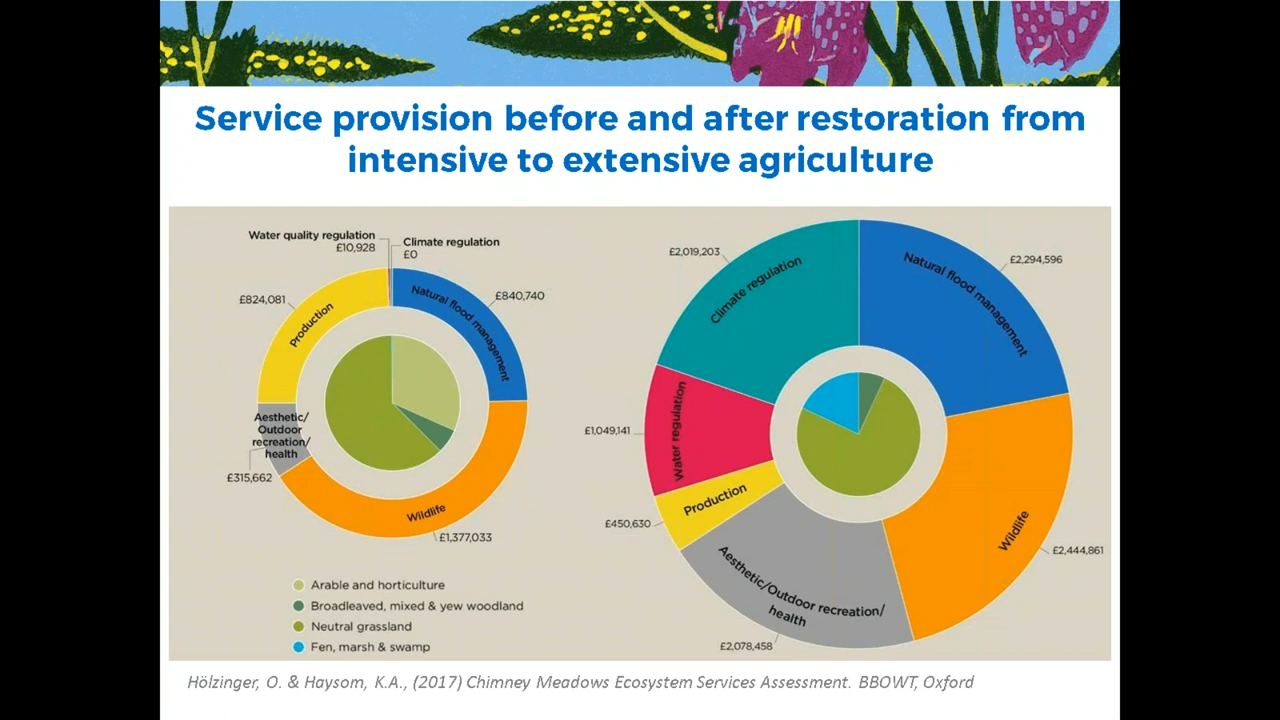 Service provision before and after restoration from
intensive to extensive agriculture
Water quality regulation
£10,928
Climate regulation
£0
£824,081
Production
Natural flood management
£840,740
Aesthetic/
Outdoor
recreation/
health
£315,662
Wildlife
£1,377,033
Arable and horticulture
Broadleaved, mixed & yew woodland
Neutral grassland
Fen, marsh & swamp
£2,019,203
Climate regulation
Natural flood management
£2,294,596
Water regulation
£1,049,141
Production
£450,630
Aesthetic/Outdoor recreation/
health
£2,078,458
Wildlife
£2,444,861
Hölzinger, O. & Haysom, K.A., (2017) Chimney Meadows Ecosystem Services Assessment. BBOWT, Oxford